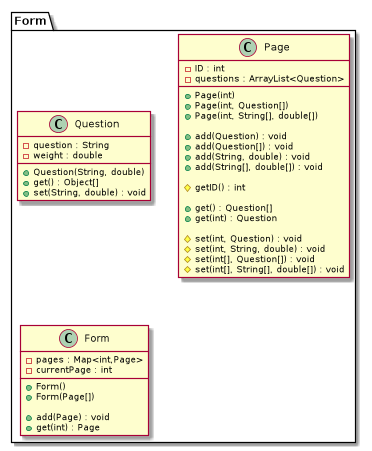 Form
C Page
ID : int
questions : ArrayList<Question>
Page(int)
Page(int, Question[])
Page(int, String[], double[])
add(Question) : void
add(Question[]) : void
add(String, double) : void
add(String[], double[]) : void
getID() : int
get() : Question[]
get(int) : Question
set(int, Question) : void
set(int, String, double) : void
set(int[], Question[]) : void
set(int[], String[], double[]) : void
C Question
question : String
weight : double
Question(String, double)
get() : Object[]
set(String, double) : void
C Form
pages : Map<int,Page>
currentPage : int
Form()
Form(Page[])
add(Page) : void
get(int) : Page